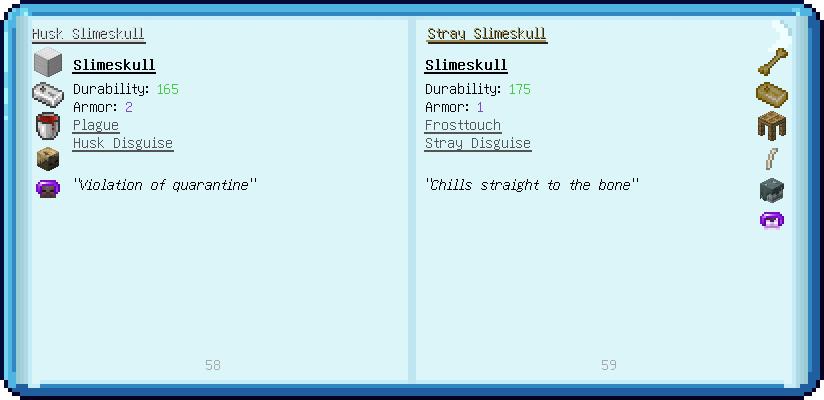 Husk Slimeskull
Slimeskull
Durability: 165
Armor: 2
Plague
Husk Disguise
"Violation of quarantine"
58
Stray Slimeskull
Slimeskull
Durability: 175
Armor: 1
Frosttouch
Stray Disguise
"Chills straight to the bone"
59